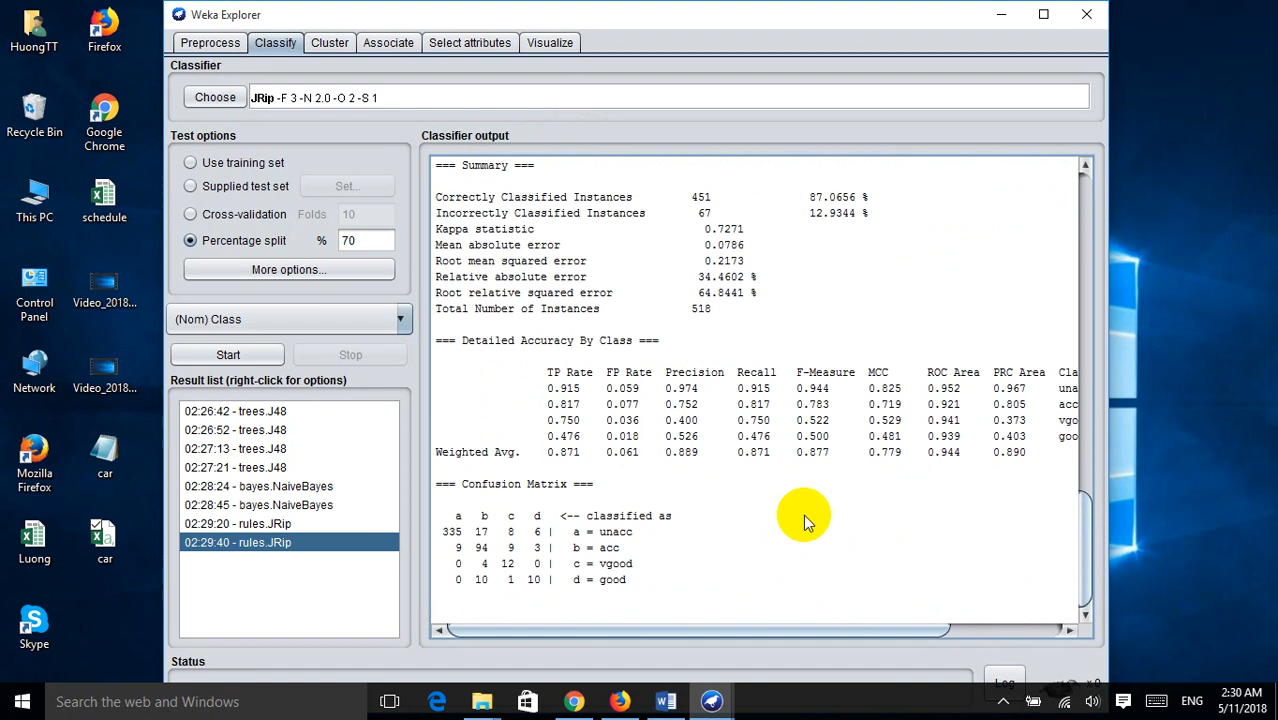 HuongTT
Firefox
Recycle Bin
Google Chrome
This PC
schedule
Control Panel
Video_2018...
Network
Video_2018...
Mozilla Firefox
car
Luong
car
Skype
Weka Explorer
Preprocess Classify Cluster Associate Select attributes Visualize
Classifier
Choose JRip -F 3 -N 2.0 -O 2 -S 1
Test options
Use training set
Supplied test set Set...
Cross-validation Folds 10
Percentage split % 70
More options...
(Nom) Class
Start Stop
Result list (right-click for options)
02:26:42 - trees.J48
02:26:52 - trees.J48
02:27:13 - trees.J48
02:27:21 - trees.J48
02:28:24 - bayes.NaiveBayes
02:28:45 - bayes.NaiveBayes
02:29:20 - rules.JRip
02:29:40 - rules.JRip
Classifier output
=== Summary ===
Correctly Classified Instances 451 87.0656 %
Incorrectly Classified Instances 67 12.9344 %
Kappa statistic 0.7271
Mean absolute error 0.0786
Root mean squared error 0.2173
Relative absolute error 34.4602 %
Root relative squared error 64.8441 %
Total Number of Instances 518
=== Detailed Accuracy By Class ===
TP Rate FP Rate Precision Recall F-Measure MCC ROC Area PRC Area Cla
0.915 0.059 0.974 0.915 0.944 0.825 0.952 0.967 una
0.817 0.077 0.752 0.817 0.783 0.719 0.921 0.805 acc
0.750 0.036 0.400 0.750 0.522 0.529 0.941 0.373 vgo
0.476 0.018 0.526 0.476 0.500 0.481 0.939 0.403 goo
Weighted Avg. 0.871 0.061 0.889 0.871 0.877 0.779 0.944 0.890
=== Confusion Matrix ===
a b c d <-- classified as
335 17 8 6 | a = unacc
9 94 9 3 | b = acc
0 4 12 0 | c = vgood
0 10 1 10 | d = good
Status
Log x 0
Search the web and Windows
ENG
2:30 AM
5/11/2018